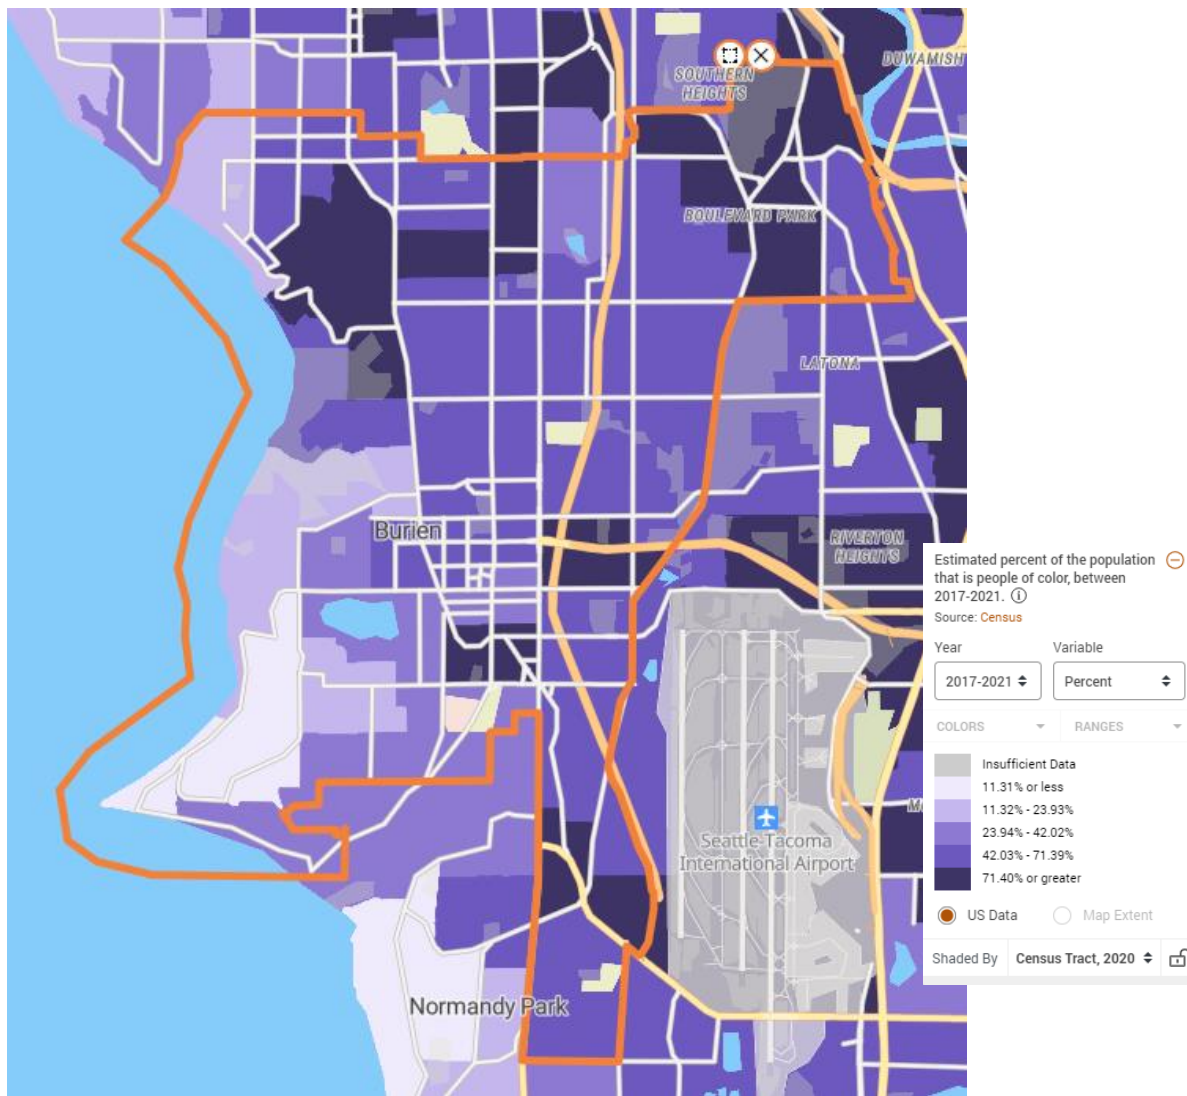 DUWAMISH
SOUTHERN
HEIGHTS
BOULEVARD PARK
LATONA
Burien
RIVERTON
HEIGHTS
Seattle-Tacoma
International Airport
Normandy Park
Estimated percent of the population
that is people of color, between
2017-2021.
Source: Census
Year Variable
2017-2021 Percent
COLORS RANGES
Insufficient Data
11.31% or less
11.32% - 23.93%
23.94% - 42.02%
42.03% - 71.39%
71.40% or greater
US Data Map Extent
Shaded By Census Tract, 2020